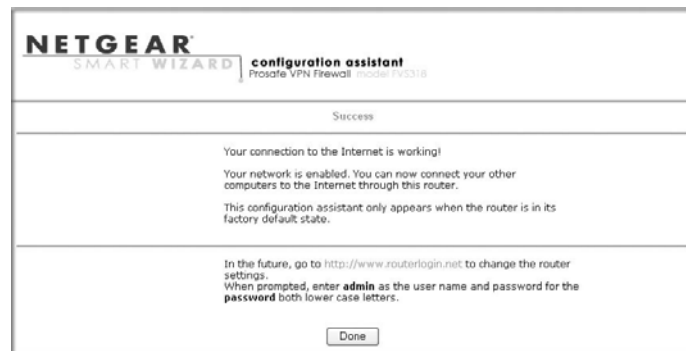 NETGEAR
SMART WIZARD
configuration assistant
Prosafe VPN Firewall model FVS318
Success
Your connection to the Internet is working!
Your network is enabled. You can now connect your other
computers to the Internet through this router.
This configuration assistant only appears when the router is in its
factory default state.
In the future, go to http://www.routerlogin.net to change the router
settings.
When prompted, enter admin as the user name and password for the
password both lower case letters.
Done